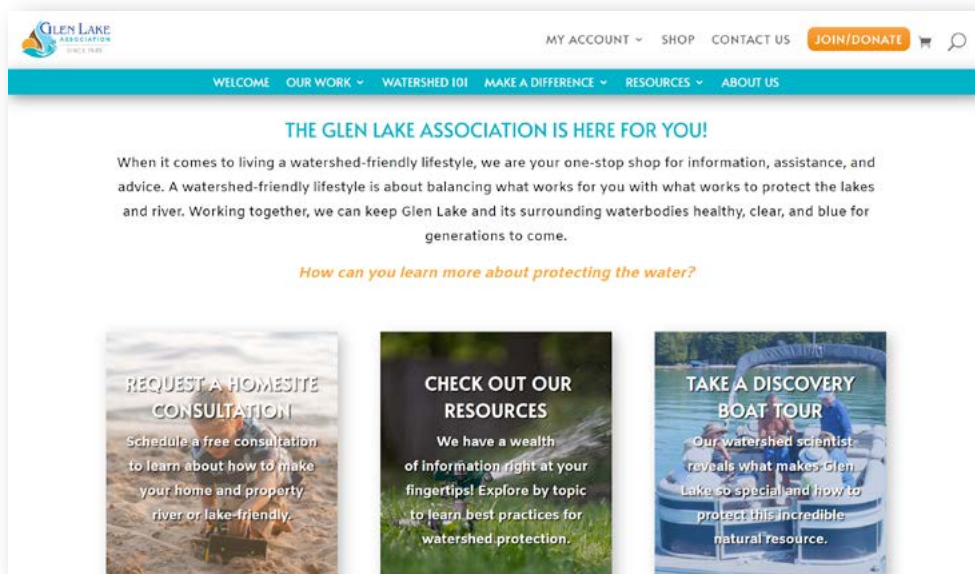 GLEN LAKE
ASSOCIATION
SINCE 1945
MY ACCOUNT SHOP CONTACT US JOIN/DONATE
WELCOME OUR WORK WATERSHED 101 MAKE A DIFFERENCE RESOURCES ABOUT US
THE GLEN LAKE ASSOCIATION IS HERE FOR YOU!
When it comes to living a watershed-friendly lifestyle, we are your one-stop shop for information, assistance, and
advice. A watershed-friendly lifestyle is about balancing what works for you with what works to protect the lakes
and river. Working together, we can keep Glen Lake and its surrounding waterbodies healthy, clear, and blue for
generations to come.
How can you learn more about protecting the water?
REQUEST A HOMESITE
CONSULTATION
Schedule a free consultation
to learn about how to make
your home and property
river or lake-friendly.
CHECK OUT OUR
RESOURCES
We have a wealth
of information right at your
fingertips! Explore by topic
to learn best practices for
watershed protection.
TAKE A DISCOVERY
BOAT TOUR
Our watershed scientist
reveals what makes Glen
Lake so special and how to
protect this incredible
natural resource.